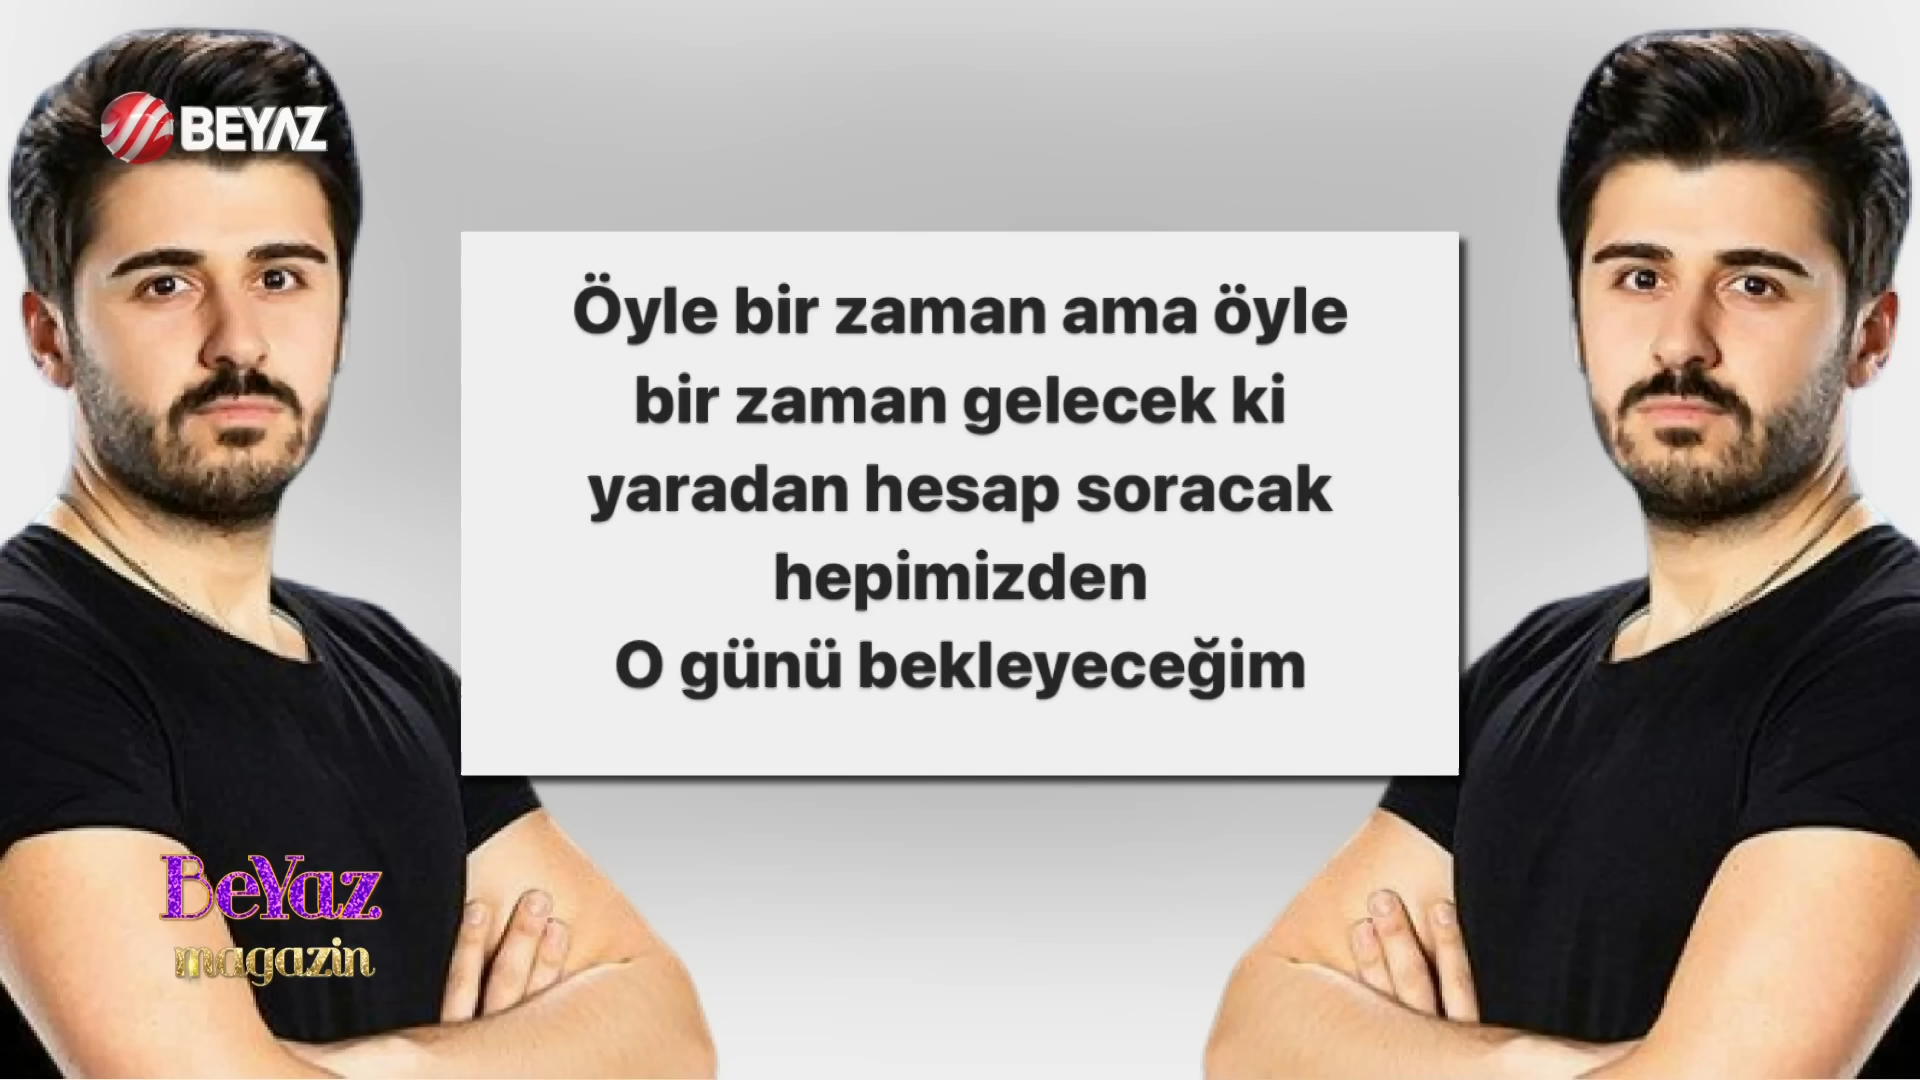 BEYAZ
Öyle bir zaman ama öyle
bir zaman gelecek ki
yaradan hesap soracak
hepimizden
O günü bekleyeceğim
BeYaz
magazin